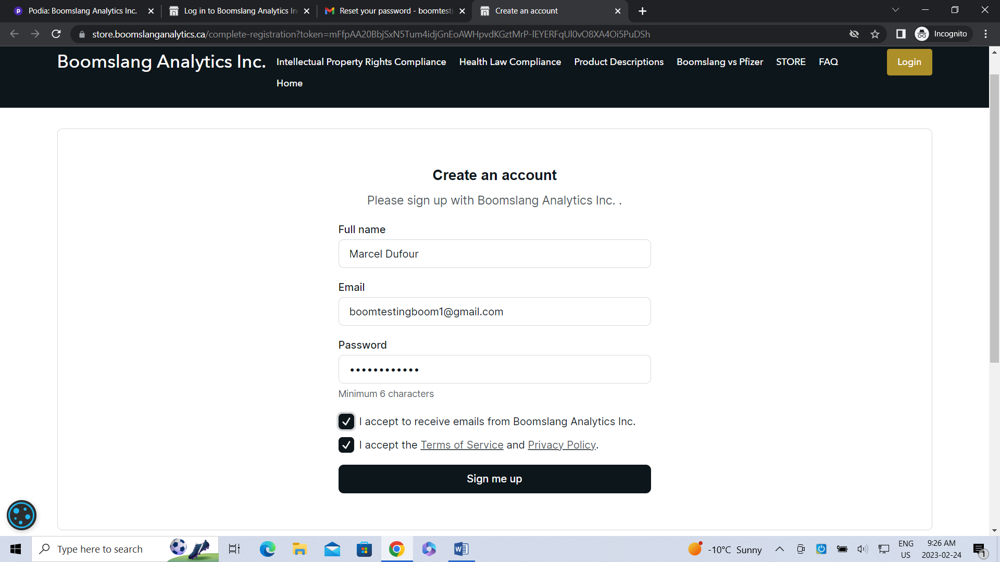 Podia: Boomslang Analytics Inc.
Log in to Boomslang Analytics In
Reset your password - boomtesti
Create an account
store.boomslanganalytics.ca/complete-registration?token=mFfpAA20BbjSxN5Tum4idjGnEoAWHpvdKGztMrP-lEYERFqUl0vO8XA4Oi5PuDSh
Incognito
Boomslang Analytics Inc.
Intellectual Property Rights Compliance
Health Law Compliance
Product Descriptions
Boomslang vs Pfizer
STORE
FAQ
Login
Home
Create an account
Please sign up with Boomslang Analytics Inc. .
Full name
Marcel Dufour
Email
boomtestingboom1@gmail.com
Password
••••••••••••
Minimum 6 characters
I accept to receive emails from Boomslang Analytics Inc.
I accept the Terms of Service and Privacy Policy.
Sign me up
Type here to search
-10°C Sunny
ENG
US
9:26 AM
2023-02-24
1